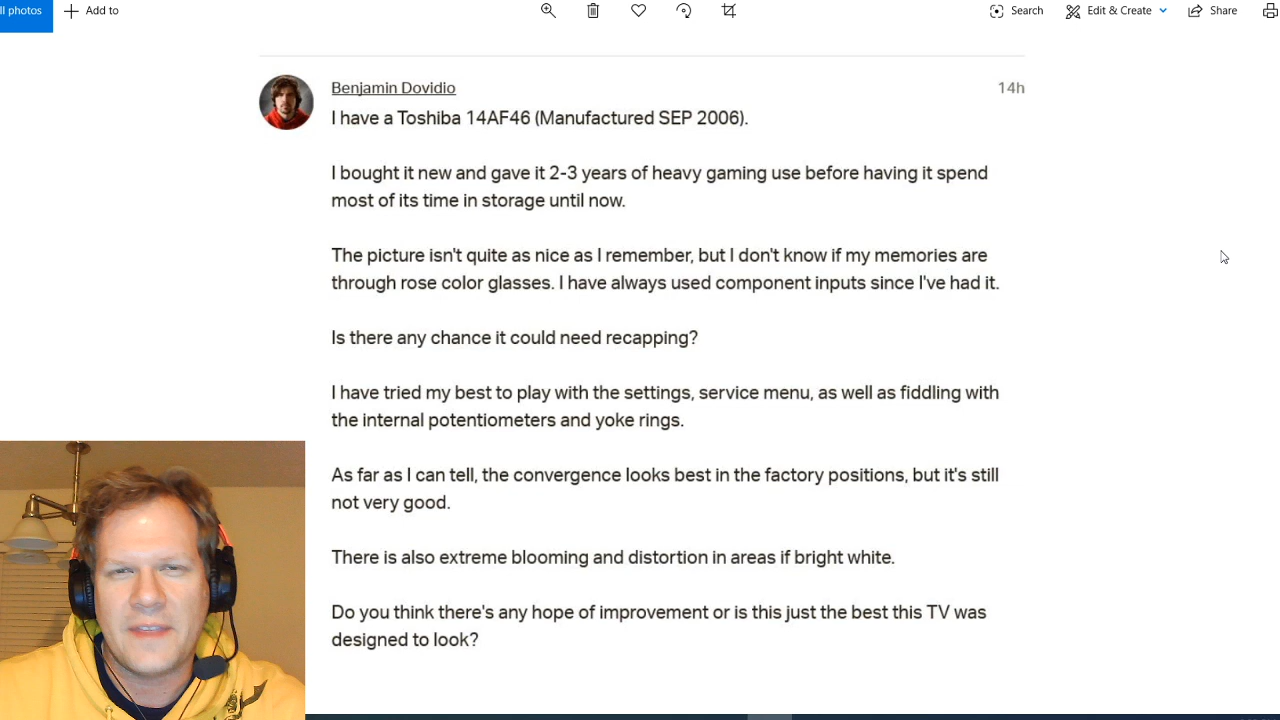 ll photos
Add to
Search
Edit & Create
Share
Benjamin Dovidio
14h
I have a Toshiba 14AF46 (Manufactured SEP 2006).
I bought it new and gave it 2-3 years of heavy gaming use before having it spend
most of its time in storage until now.
The picture isn't quite as nice as I remember, but I don't know if my memories are
through rose color glasses. I have always used component inputs since I've had it.
Is there any chance it could need recapping?
I have tried my best to play with the settings, service menu, as well as fiddling with
the internal potentiometers and yoke rings.
As far as I can tell, the convergence looks best in the factory positions, but it's still
not very good.
There is also extreme blooming and distortion in areas if bright white.
Do you think there's any hope of improvement or is this just the best this TV was
designed to look?